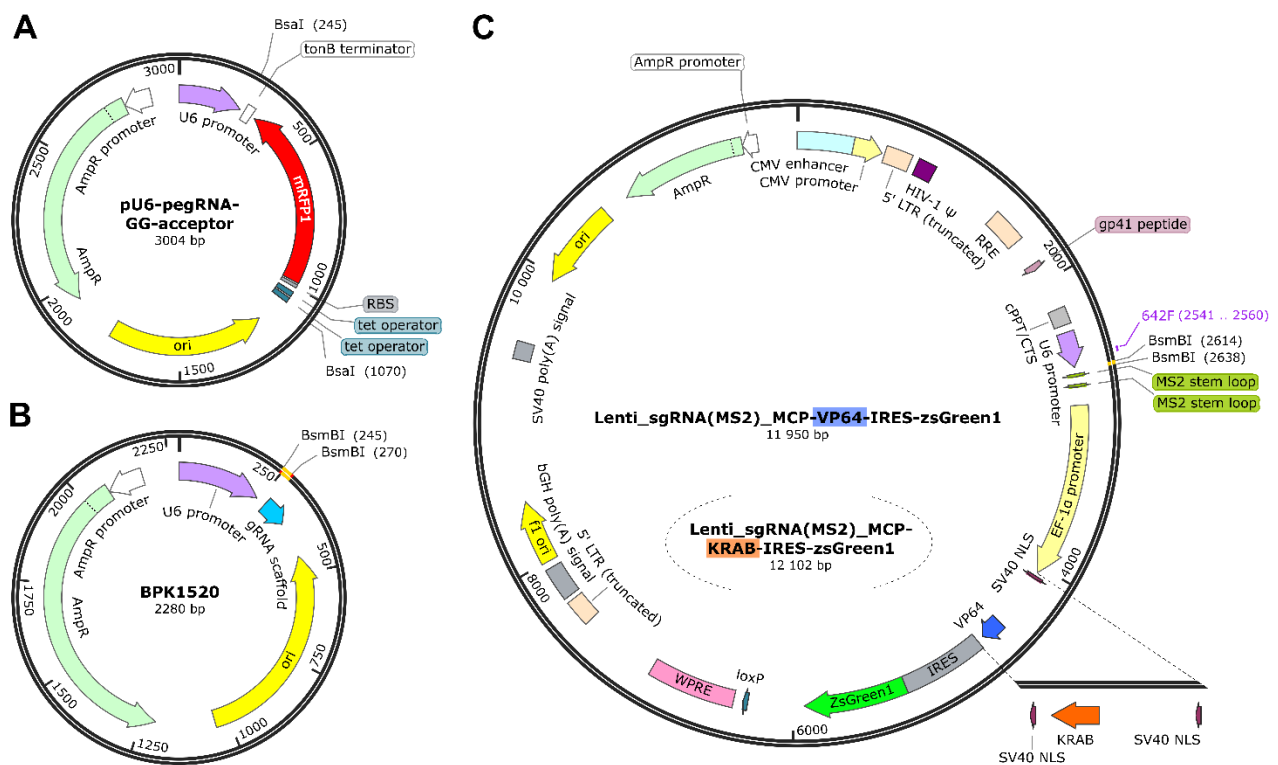 A
BsaI (245)
tonB terminator
3000
U6 promoter
500
mRFP1
AmpR promoter
2500
pU6-pegRNA-
GG-acceptor
3004 bp
AmpR
1000
RBS
tet operator
tet operator
2000
ori
1500
BsaI (1070)
B
BsmBI (245)
BsmBI (270)
2250
250
U6 promoter
gRNA scaffold
AmpR promoter
2000
500
1750
BPK1520
2280 bp
AmpR
ori
750
1500
1250
1000
C
AmpR promoter
CMV enhancer
CMV promoter
5' LTR (truncated)
HIV-1 Ψ
RRE
AmpR
ori
2000
gp41 peptide
10 000
cPPT/CTS
U6 promoter
642F (2541 .. 2560)
BsmBI (2614)
BsmBI (2638)
MS2 stem loop
MS2 stem loop
SV40 poly(A) signal
Lenti_sgRNA(MS2)_MCP-VP64-IRES-zsGreen1
11 950 bp
EF-1α promoter
Lenti_sgRNA(MS2)_MCP-
KRAB-IRES-zsGreen1
12 102 bp
f1 ori
bGH poly(A) signal
5' LTR (truncated)
8000
SV40 NLS
4000
VP64
IRES
ZsGreen1
loxP
WPRE
6000
KRAB
SV40 NLS
SV40 NLS